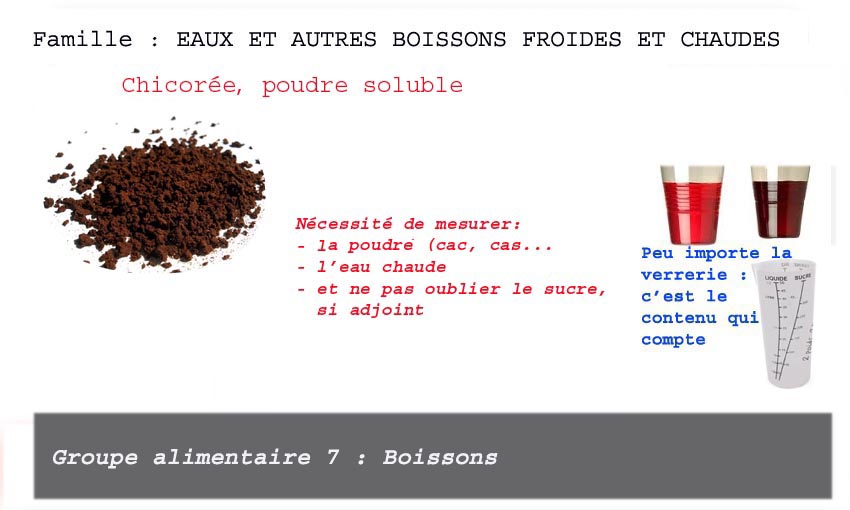 Famille : EAUX ET AUTRES BOISSONS FROIDES ET CHAUDES
Chicorée, poudre soluble
Nécessité de mesurer:
- la poudre (cac, cas...
- l'eau chaude
- et ne pas oublier le sucre,
si adjoint
Peu importe la
verrerie :
c'est le
contenu qui
compte
LIQUIDE SUCRE
Groupe alimentaire 7 : Boissons